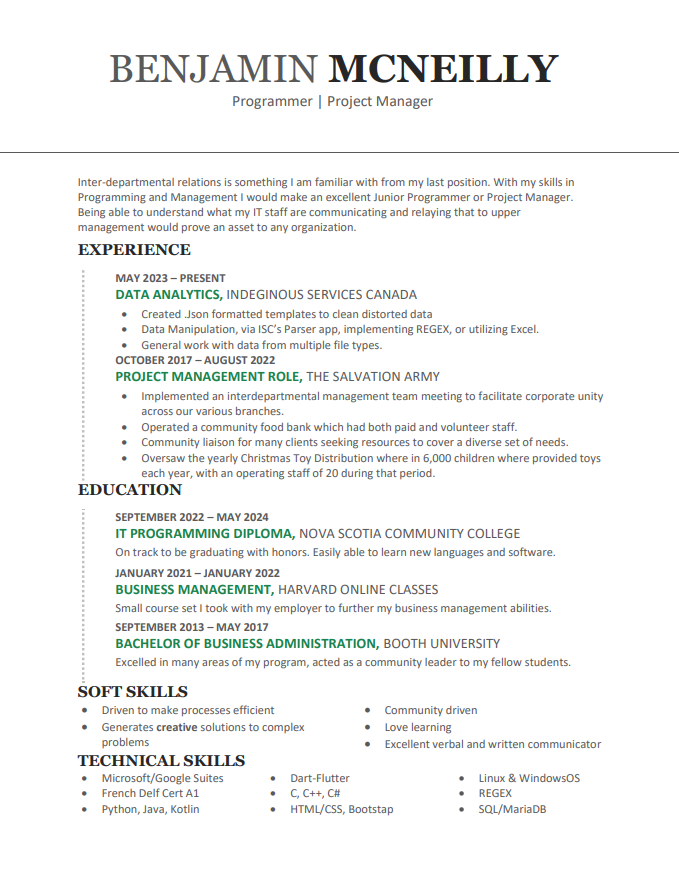 BENJAMIN MCNEILLY
Programmer | Project Manager
Inter-departmental relations is something I am familiar with from my last position. With my skills in
Programming and Management I would make an excellent Junior Programmer or Project Manager.
Being able to understand what my IT staff are communicating and relaying that to upper
management would prove an asset to any organization.
EXPERIENCE
MAY 2023 – PRESENT
DATA ANALYTICS, INDEGINOUS SERVICES CANADA
• Created .Json formatted templates to clean distorted data
• Data Manipulation, via ISC's Parser app, implementing REGEX, or utilizing Excel.
• General work with data from multiple file types.
OCTOBER 2017 – AUGUST 2022
PROJECT MANAGEMENT ROLE, THE SALVATION ARMY
• Implemented an interdepartmental management team meeting to facilitate corporate unity
across our various branches.
• Operated a community food bank which had both paid and volunteer staff.
• Community liaison for many clients seeking resources to cover a diverse set of needs.
• Oversaw the yearly Christmas Toy Distribution where in 6,000 children where provided toys
each year, with an operating staff of 20 during that period.
EDUCATION
SEPTEMBER 2022 – MAY 2024
IT PROGRAMMING DIPLOMA, NOVA SCOTIA COMMUNITY COLLEGE
On track to be graduating with honors. Easily able to learn new languages and software.
JANUARY 2021 – JANUARY 2022
BUSINESS MANAGEMENT, HARVARD ONLINE CLASSES
Small course set I took with my employer to further my business management abilities.
SEPTEMBER 2013 – MAY 2017
BACHELOR OF BUSINESS ADMINISTRATION, BOOTH UNIVERSITY
Excelled in many areas of my program, acted as a community leader to my fellow students.
SOFT SKILLS
• Driven to make processes efficient
• Generates creative solutions to complex
problems
• Community driven
• Love learning
• Excellent verbal and written communicator
TECHNICAL SKILLS
• Microsoft/Google Suites
• French Delf Cert A1
• Python, Java, Kotlin
• Dart-Flutter
• C, C++, C#
• HTML/CSS, Bootstap
• Linux & WindowsOS
• REGEX
• SQL/MariaDB